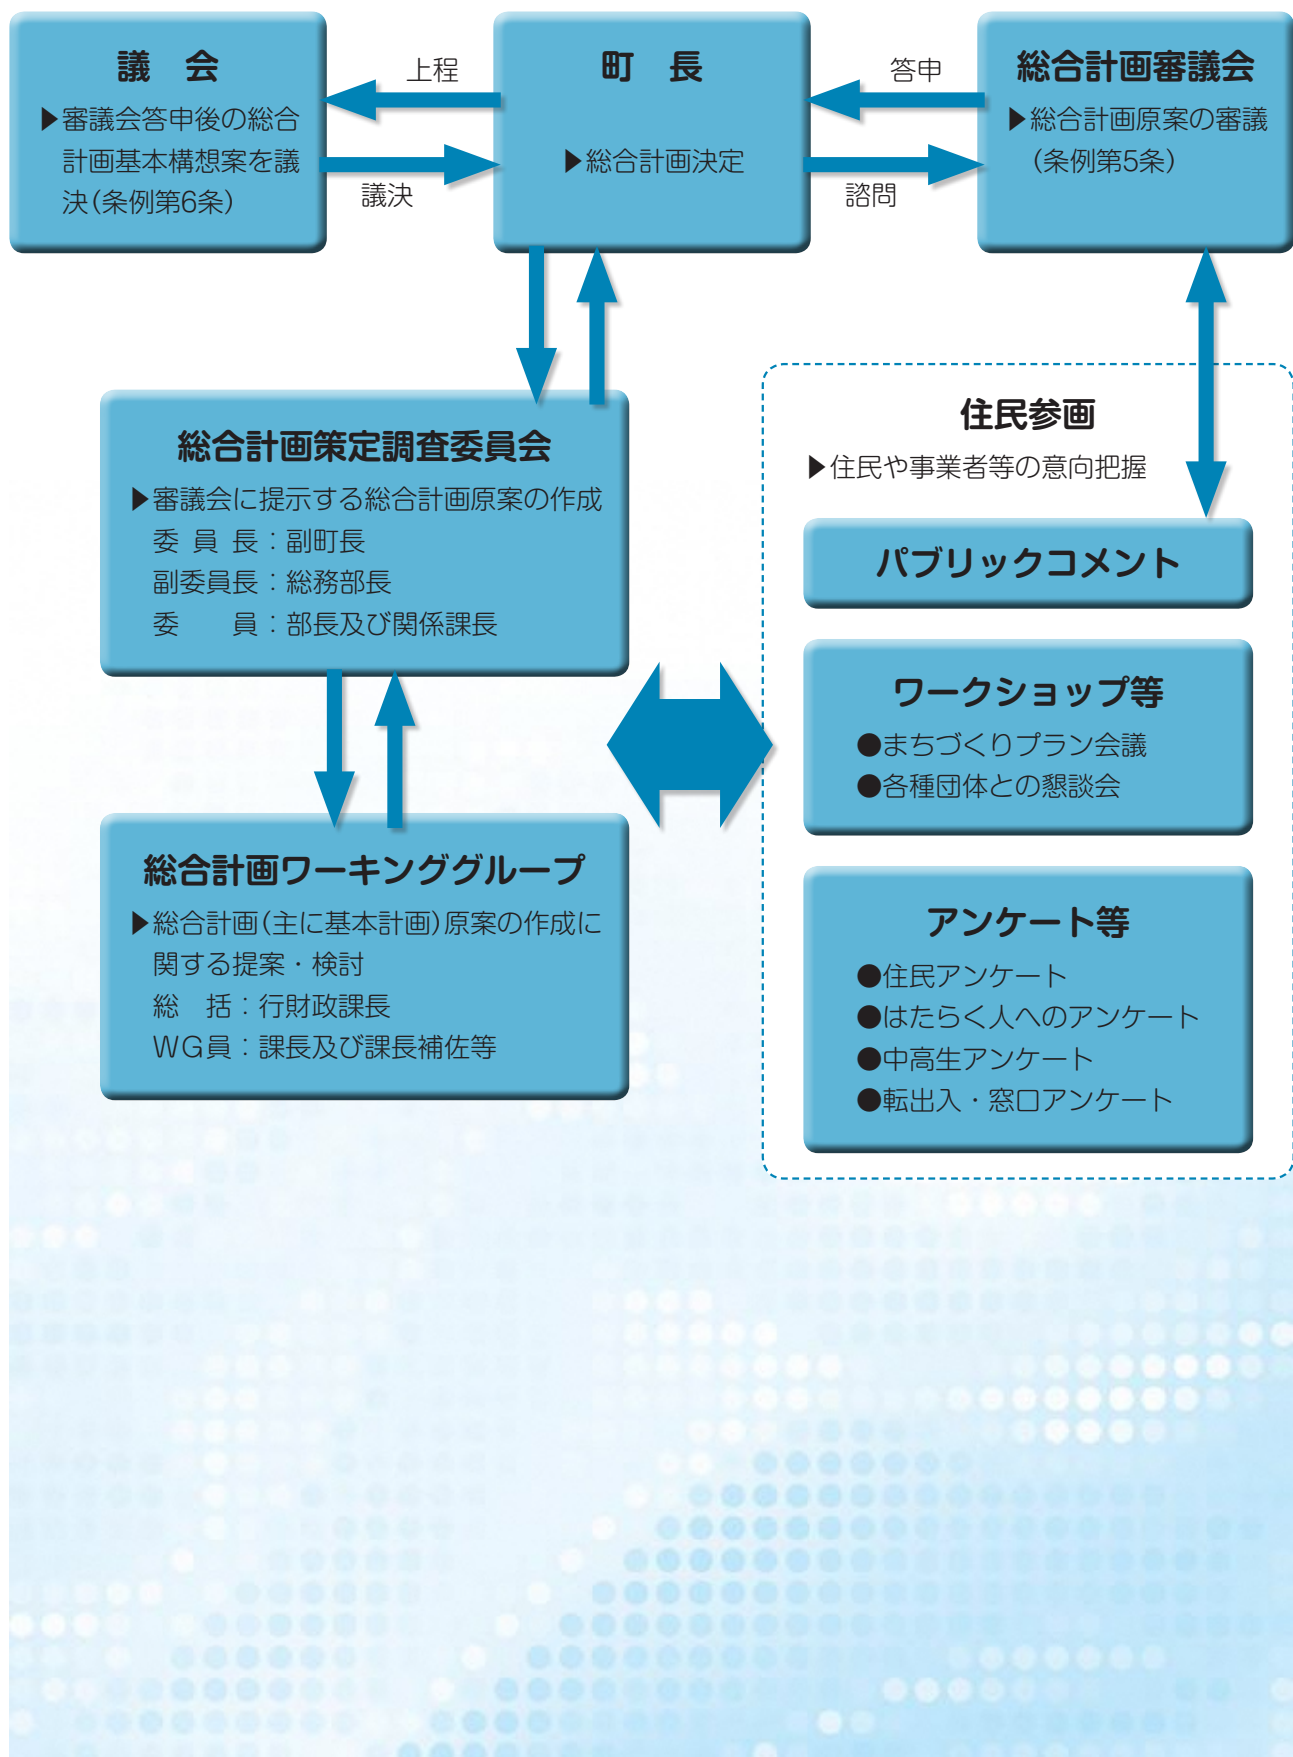 議　会
▶審議会答申後の総合
計画基本構想案を議
決(条例第6条)
上程
議決
町　長
▶総合計画決定
答申
諮問
総合計画審議会
▶総合計画原案の審議
(条例第5条)
総合計画策定調査委員会
▶審議会に提示する総合計画原案の作成
委 員 長：副町長
副委員長：総務部長
委　　員：部長及び関係課長
総合計画ワーキンググループ
▶総合計画(主に基本計画)原案の作成に
関する提案・検討
総　括：行財政課長
WG員：課長及び課長補佐等
住民参画
▶住民や事業者等の意向把握
パブリックコメント
ワークショップ等
●まちづくりプラン会議
●各種団体との懇談会
アンケート等
●住民アンケート
●はたらく人へのアンケート
●中高生アンケート
●転出入・窓口アンケート